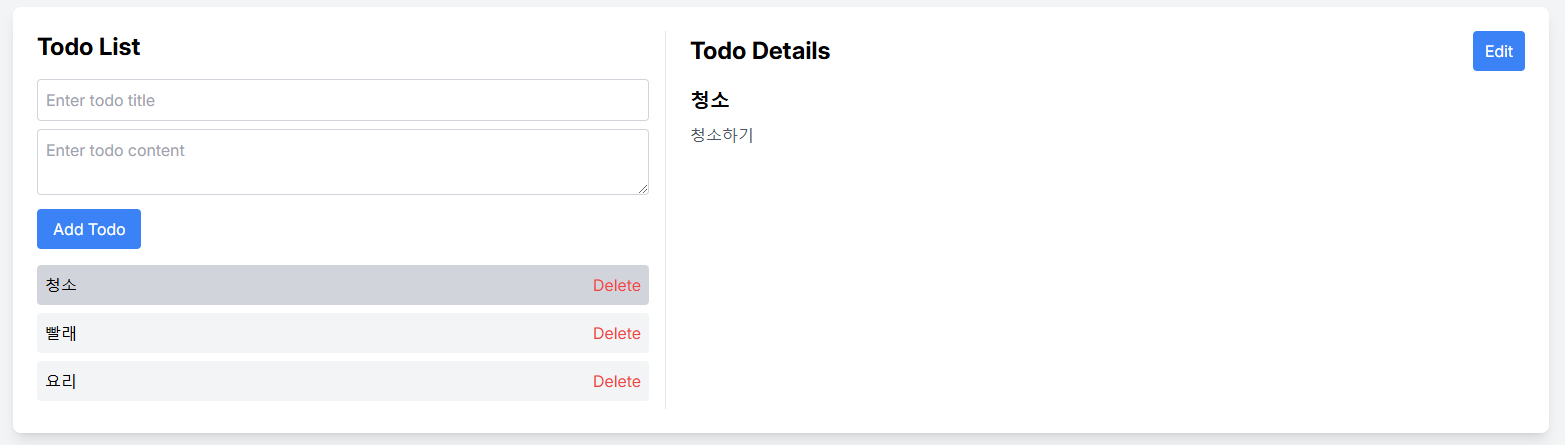 Todo List
Enter todo title
Enter todo content
Add Todo
청소 Delete
빨래 Delete
요리 Delete
Todo Details
Edit
청소
청소하기